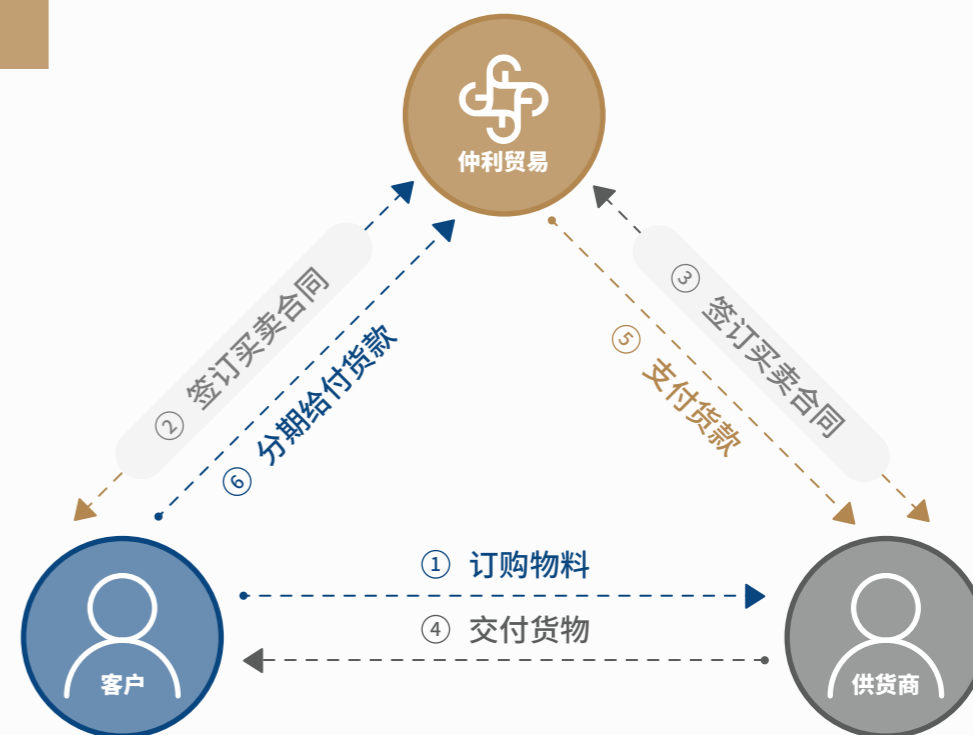 仲利贸易
② 签订买卖合同
③ 签订买卖合同
⑤ 支付货款
⑥ 分期给付货款
① 订购物料
④ 交付货物
客户
供货商